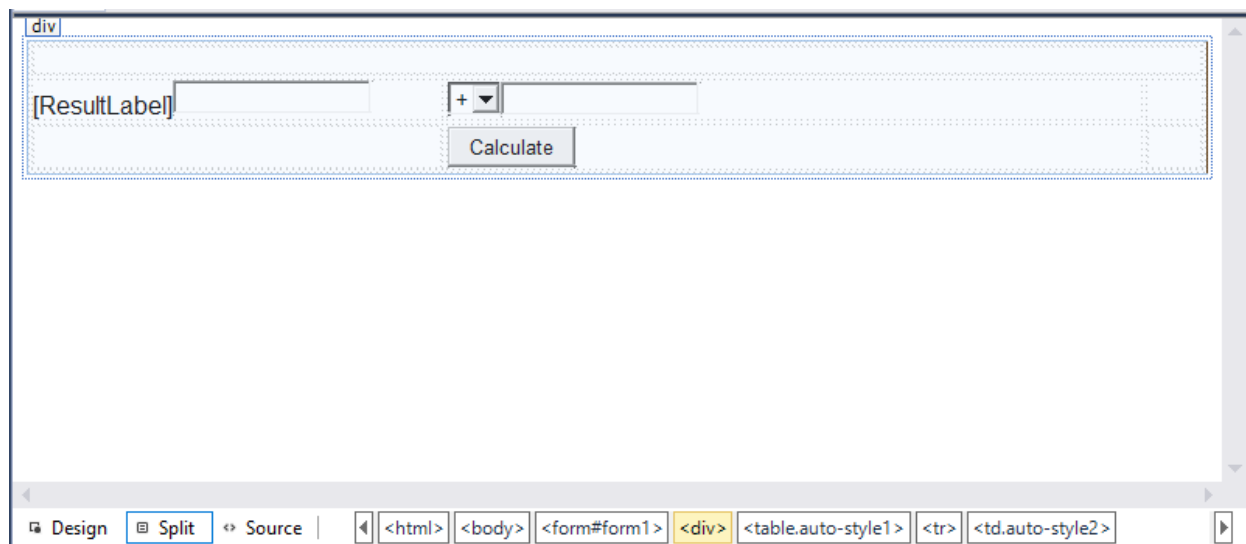 div
[ResultLabel] +
Calculate
Design Split Source <html> <body> <form#form1> <div> <table.auto-style1> <tr> <td.auto-style2>